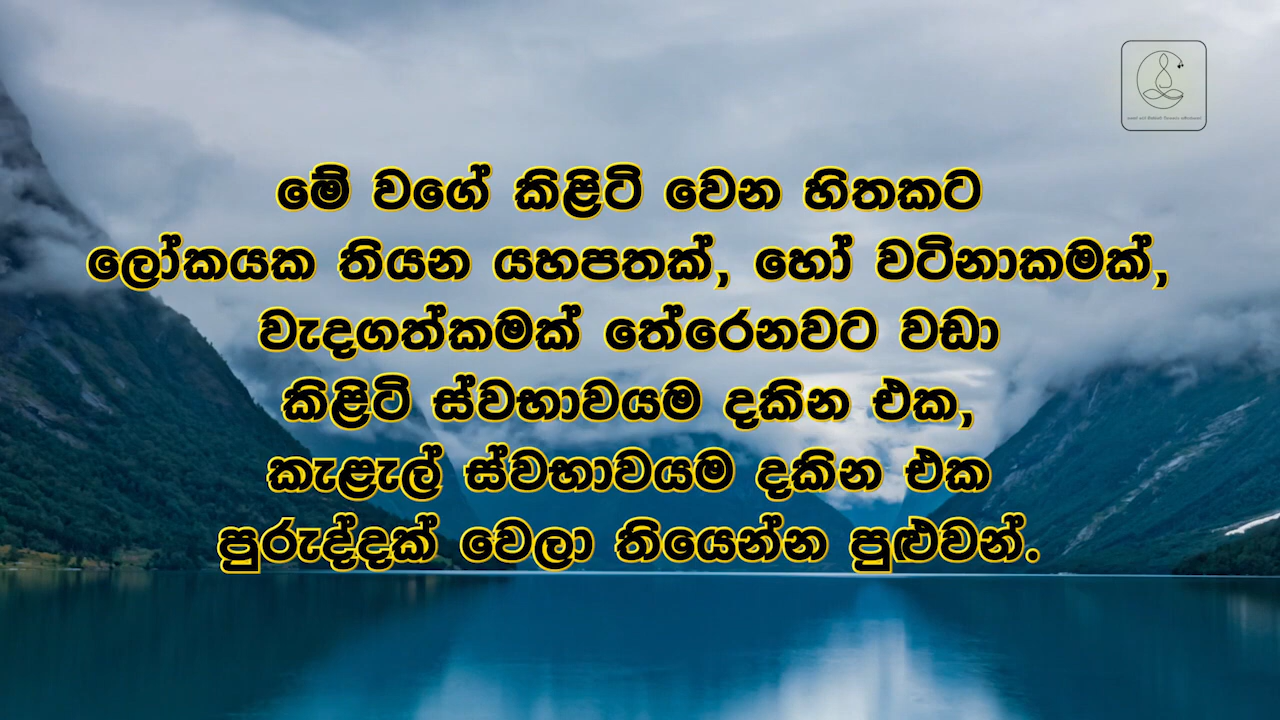 මේ වගේ කිළිටි වෙන හිතකට
ලෝකයක තියන යහපතක්, හෝ වටිනාකමක්,
වැදගත්කමක් තේරෙනවට වඩා
කිළිටි ස්වභාවයම දකින එක,
කැළැල් ස්වභාවයම දකින එක
පුරුද්දක් වෙලා තියෙන්න පුළුවන්.